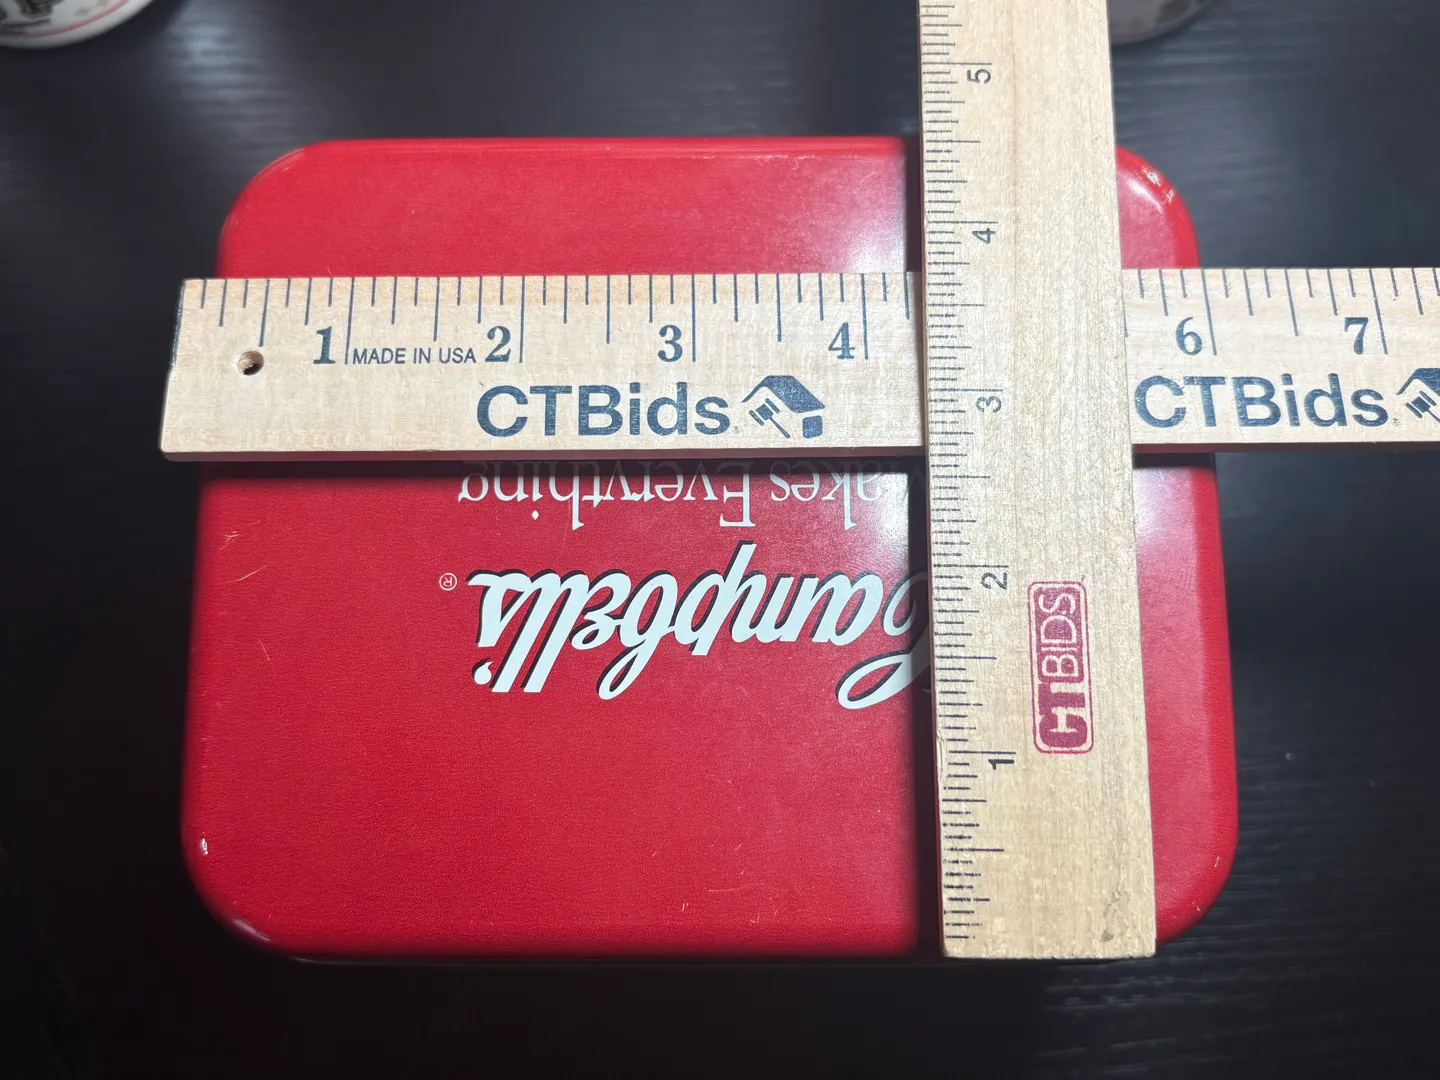 5
4
3
2
1
1 MADE IN USA 2 3 4 6 7
CTBids CTBids
CTBIDS
Makes Everything
Campbell's®